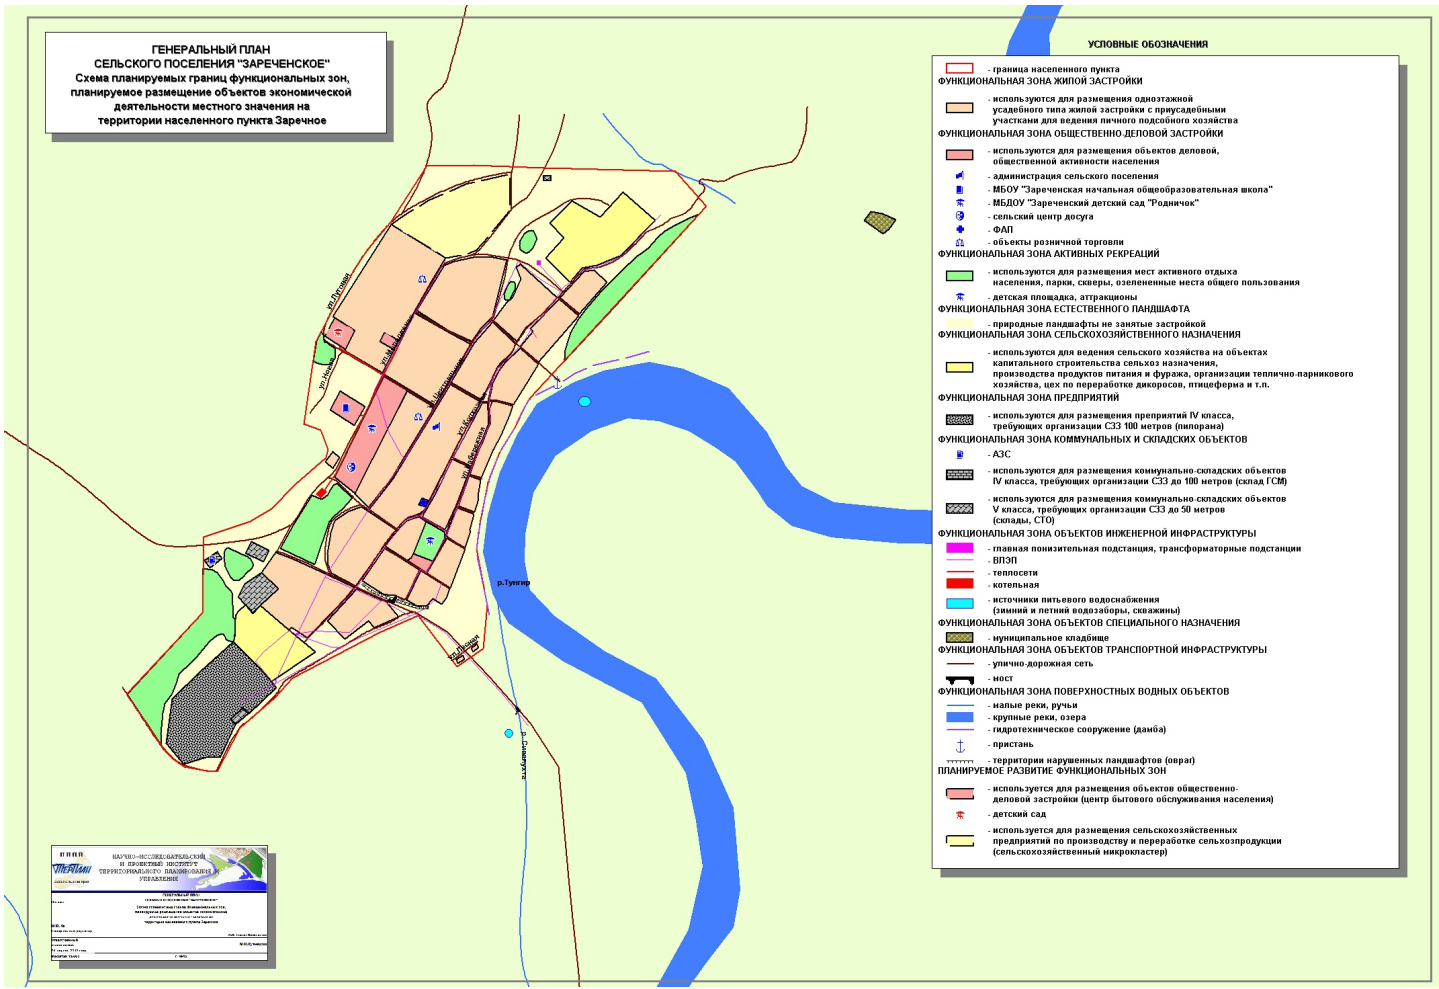 ГЕНЕРАЛЬНЫЙ ПЛАН
СЕЛЬСКОГО ПОСЕЛЕНИЯ "ЗАРЕЧЕНСКОЕ"
Схема планируемых границ функциональных зон,
планируемое размещение объектов экономической
деятельности местного значения на
территории населенного пункта Заречное
УСЛОВНЫЕ ОБОЗНАЧЕНИЯ
- граница населенного пункта
ФУНКЦИОНАЛЬНАЯ ЗОНА ЖИЛОЙ ЗАСТРОЙКИ
- используются для размещения одноэтажной
усадебного типа жилой застройки с приусадебными
участками для ведения личного подсобного хозяйства
ФУНКЦИОНАЛЬНАЯ ЗОНА ОБЩЕСТВЕННО-ДЕЛОВОЙ ЗАСТРОЙКИ
- используются для размещения объектов деловой,
общественной активности населения
- администрация сельского поселения
- МБОУ "Зареченская начальная общеобразовательная школа"
- МБДОУ "Зареченский детский сад "Родничок"
- сельский центр досуга
- ФАП
- объекты розничной торговли
ФУНКЦИОНАЛЬНАЯ ЗОНА АКТИВНЫХ РЕКРЕАЦИЙ
- используются для размещения мест активного отдыха
населения, парки, скверы, озелененные места общего пользования
- детская площадка, аттракционы
ФУНКЦИОНАЛЬНАЯ ЗОНА ЕСТЕСТВЕННОГО ЛАНДШАФТА
- природные ландшафты не занятые застройкой
ФУНКЦИОНАЛЬНАЯ ЗОНА СЕЛЬСКОХОЗЯЙСТВЕННОГО НАЗНАЧЕНИЯ
- используются для ведения сельского хозяйства на объектах
капитального строительства сельхоз назначения,
производства продуктов питания и фуража, организации теплично-парникового
хозяйства, цех по переработке дикоросов, птицеферма и т.п.
ФУНКЦИОНАЛЬНАЯ ЗОНА ПРЕДПРИЯТИЙ
- используются для размещения преприятий IV класса,
требующих организации СЗЗ 100 метров (пилорама)
ФУНКЦИОНАЛЬНАЯ ЗОНА КОММУНАЛЬНЫХ И СКЛАДСКИХ ОБЪЕКТОВ
- АЗС
- используются для размещения коммунально-складских объектов
IV класса, требующих организации СЗЗ до 100 метров (склад ГСМ)
- используются для размещения коммунально-складских объектов
V класса, требующих организации СЗЗ до 50 метров
(склады, СТО)
ФУНКЦИОНАЛЬНАЯ ЗОНА ОБЪЕКТОВ ИНЖЕНЕРНОЙ ИНФРАСТРУКТУРЫ
- главная понизительная подстанция, трансформаторные подстанции
- ВЛЭП
- теплосети
- котельная
- источники питьевого водоснабжения
(зимний и летний водозаборы, скважины)
ФУНКЦИОНАЛЬНАЯ ЗОНА ОБЪЕКТОВ СПЕЦИАЛЬНОГО НАЗНАЧЕНИЯ
- муниципальное кладбище
ФУНКЦИОНАЛЬНАЯ ЗОНА ОБЪЕКТОВ ТРАНСПОРТНОЙ ИНФРАСТРУКТУРЫ
- улично-дорожная сеть
- мост
ФУНКЦИОНАЛЬНАЯ ЗОНА ПОВЕРХНОСТНЫХ ВОДНЫХ ОБЪЕКТОВ
- малые реки, ручьи
- крупные реки, озера
- гидротехническое сооружение (дамба)
- пристань
- территории нарушенных ландшафтов (овраг)
ПЛАНИРУЕМОЕ РАЗВИТИЕ ФУНКЦИОНАЛЬНЫХ ЗОН
- используется для размещения объектов общественно-
деловой застройки (центр бытового обслуживания населения)
- детский сад
- используется для размещения сельскохозяйственных
предприятий по производству и переработке сельхозпродукции
(сельскохозяйственный микрокластер)
ул.Луговая
ул.Новая
ул.Центральная
ул.Набережная
ул.Лесная
р.Тунгир
НАУЧНО-ИССЛЕДОВАТЕЛЬСКИЙ
И ПРОЕКТНЫЙ ИНСТИТУТ
ТЕРРИТОРИАЛЬНОГО ПЛАНИРОВАНИЯ И
УПРАВЛЕНИЯ
ГЕНЕРАЛЬНЫЙ ПЛАН